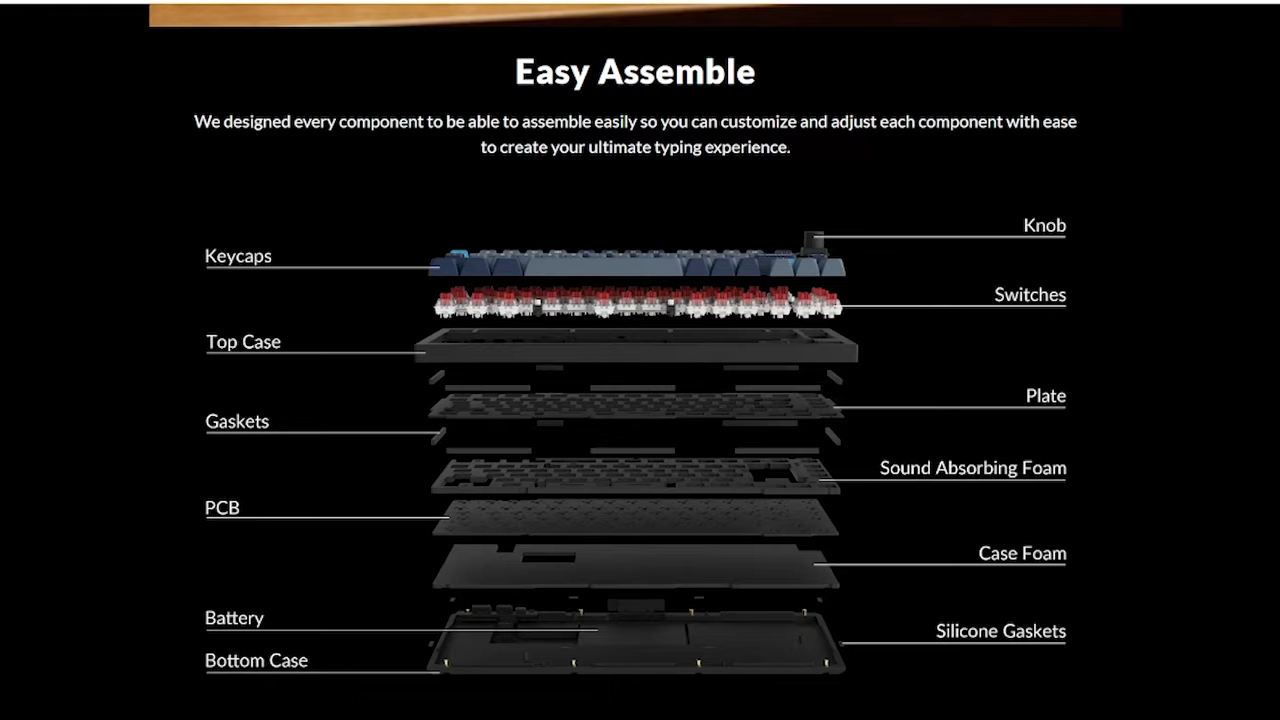 Easy Assemble
We designed every component to be able to assemble easily so you can customize and adjust each component with ease
to create your ultimate typing experience.
Knob
Keycaps
Switches
Top Case
Plate
Gaskets
Sound Absorbing Foam
PCB
Case Foam
Battery
Silicone Gaskets
Bottom Case